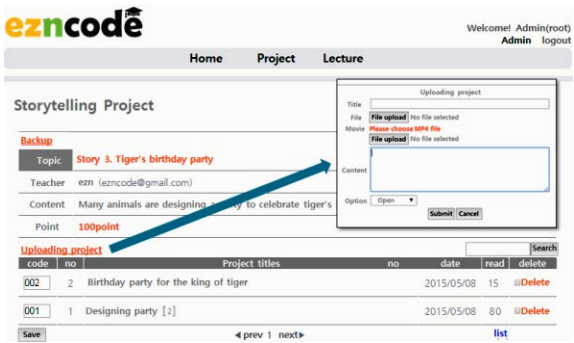 ezncode
Welcome! Admin(root)
Admin logout
Home Project Lecture
Storytelling Project
Backup
Topic Story 3. Tiger's birthday party
Teacher ezn (ezncode@gmail.com)
Content Many animals are designing a to celebrate tiger's
Point 100point
Uploading project
Search
code no Project titles no date read delete
002 2 Birthday party for the king of tiger 2015/05/08 15 Delete
001 1 Designing party [2] 2015/05/08 80 Delete
Save prev 1 next list
Uploading project
Title
File File upload No file selected
Movie Please choose MP4 file
File upload No file selected
Content
Option Open
Submit Cancel